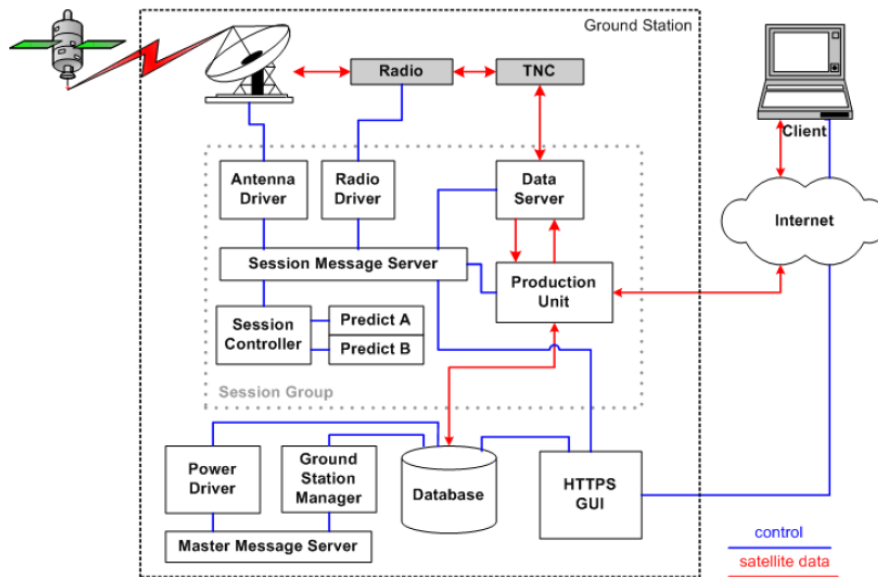 Ground Station
Radio
TNC
Client
Antenna
Driver
Radio
Driver
Data
Server
Internet
Session Message Server
Production
Unit
Session
Controller
Predict A
Predict B
Session Group
Power
Driver
Ground
Station
Manager
Database
HTTPS
GUI
Master Message Server
control
satellite data